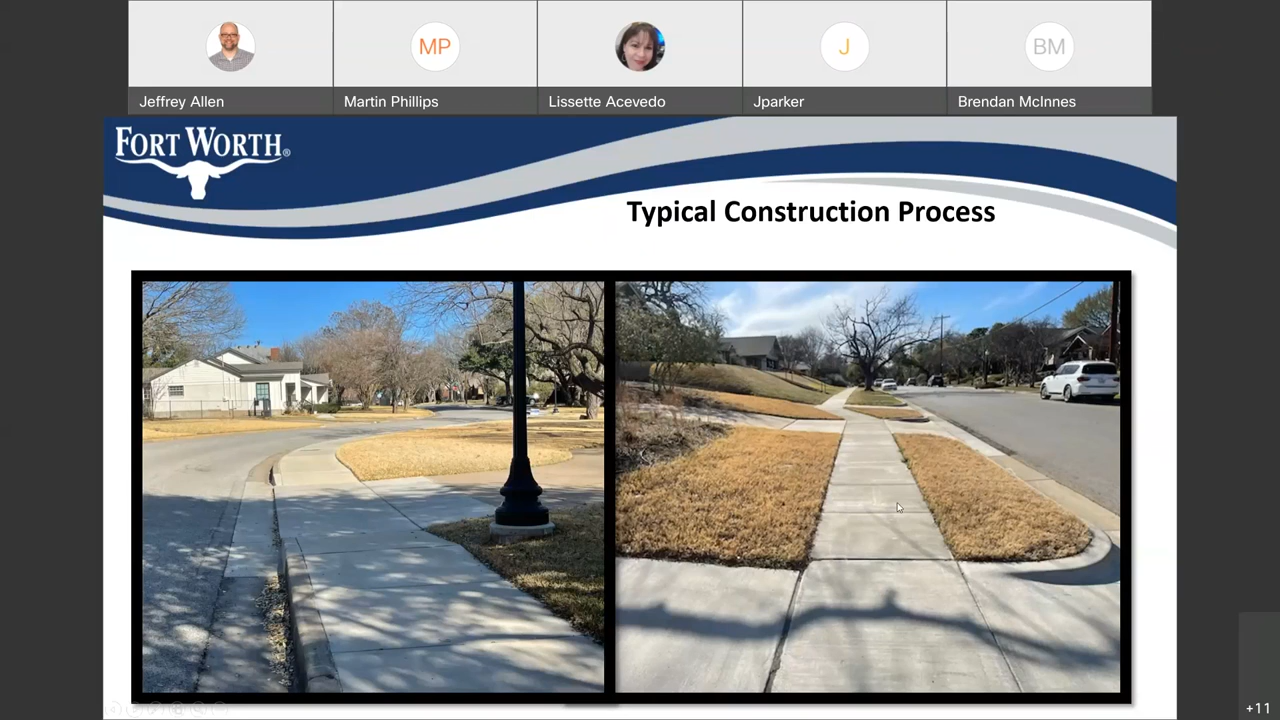 MP
J
BM
Jeffrey Allen
Martin Phillips
Lissette Acevedo
Jparker
Brendan McInnes
FORT WORTH®
Typical Construction Process
+11